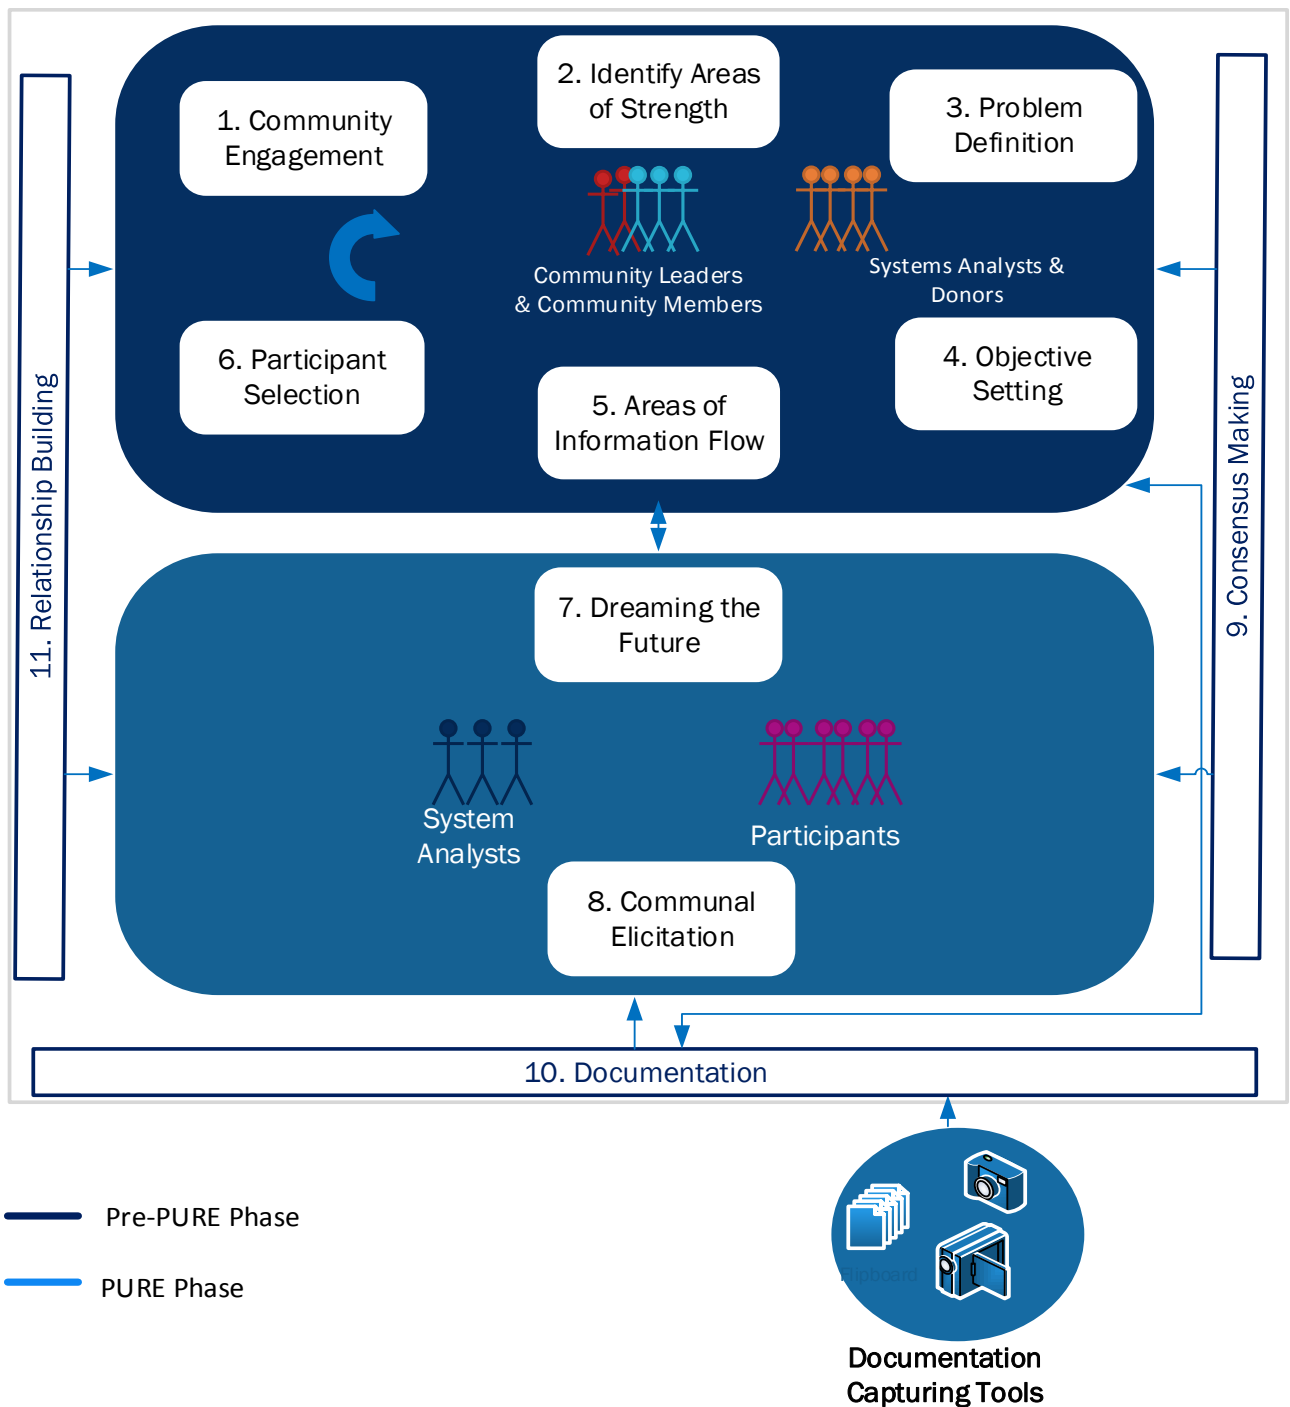 1. Community
Engagement
2. Identify Areas
of Strength
3. Problem
Definition
Community Leaders
& Community Members
Systems Analysts &
Donors
6. Participant
Selection
5. Areas of
Information Flow
4. Objective
Setting
11. Relationship Building
9. Consensus Making
7. Dreaming the
Future
System
Analysts
Participants
8. Communal
Elicitation
10. Documentation
Pre-PURE Phase
PURE Phase
Flipboard
Documentation
Capturing Tools